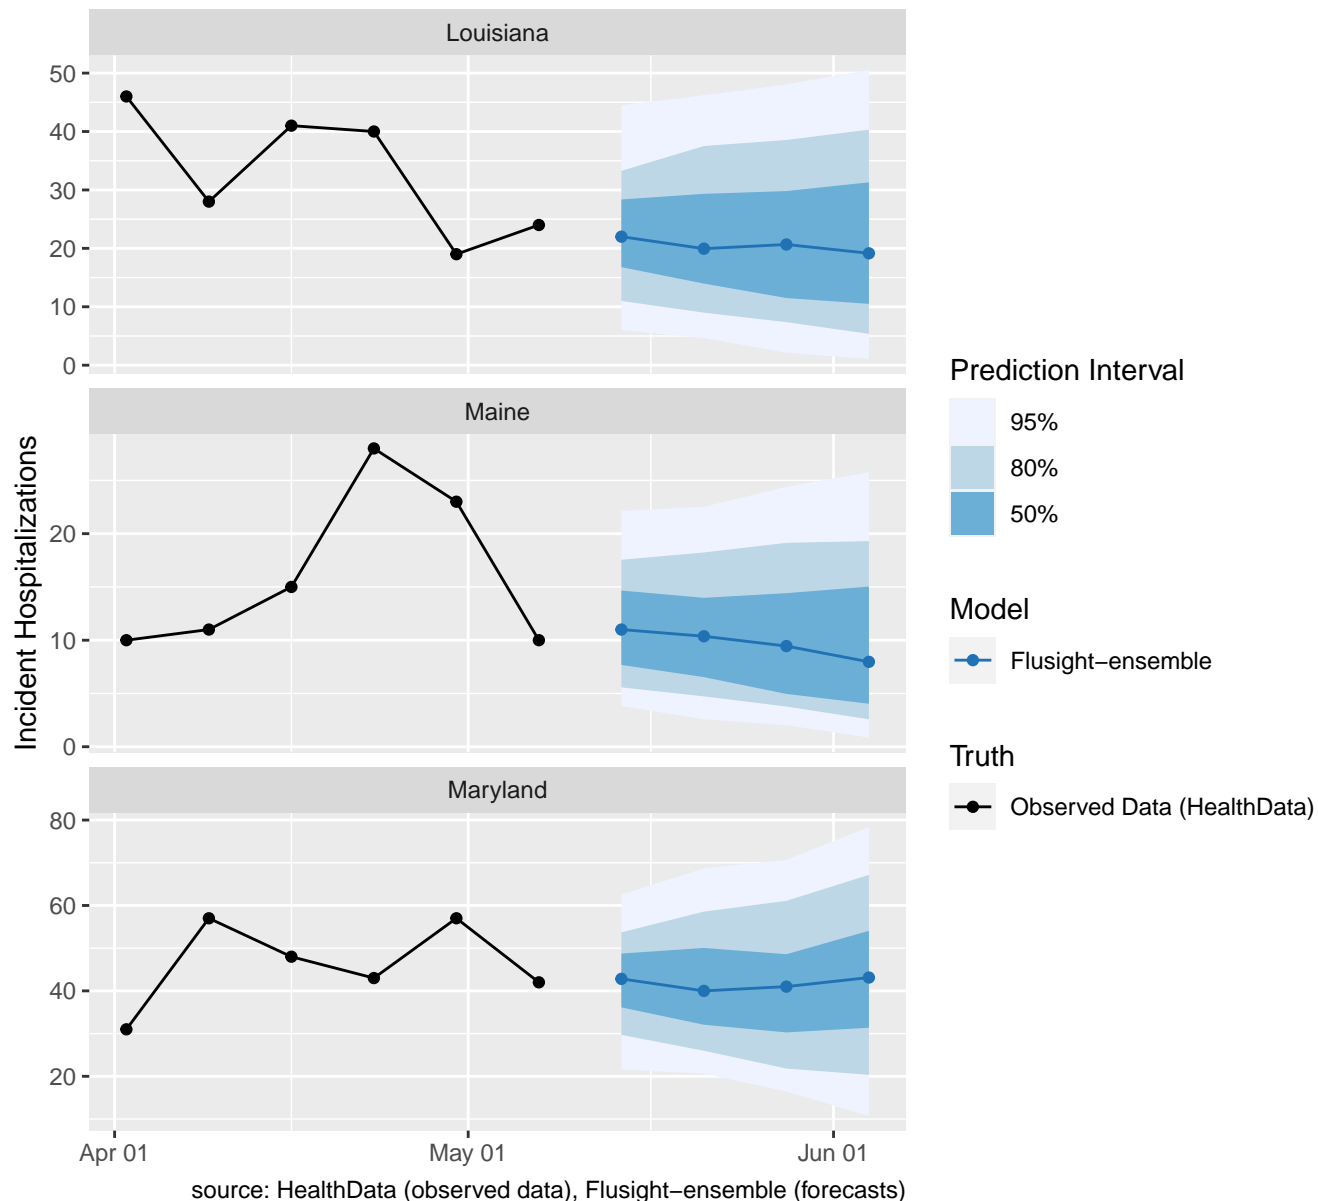 Louisiana
50
40
30
20
10
0
Maine
20
10
0
Maryland
80
60
40
20
Incident Hospitalizations
Apr 01
May 01
Jun 01
source: HealthData (observed data), Flusight−ensemble (forecasts)
Prediction Interval
95%
80%
50%
Model
Flusight−ensemble
Truth
Observed Data (HealthData)